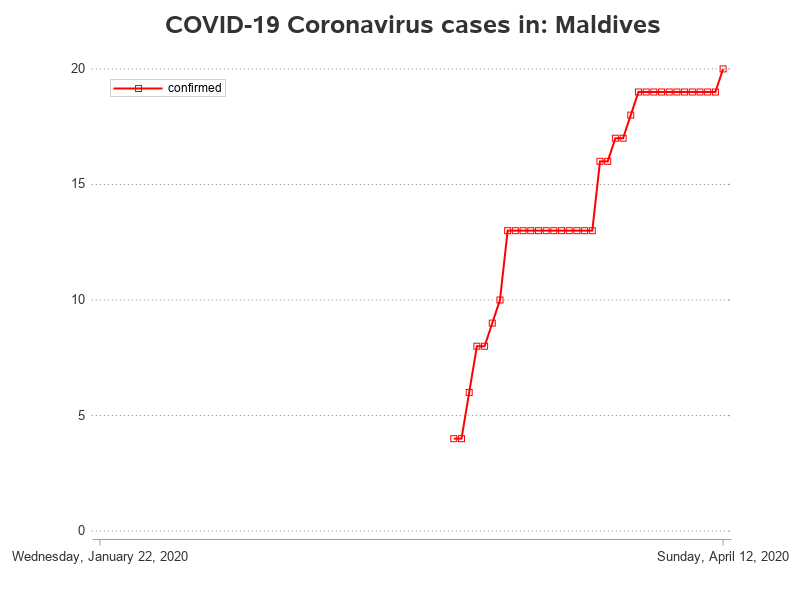 COVID-19 Coronavirus cases in: Maldives
20
confirmed
15
10
5
0
Wednesday, January 22, 2020
Sunday, April 12, 2020